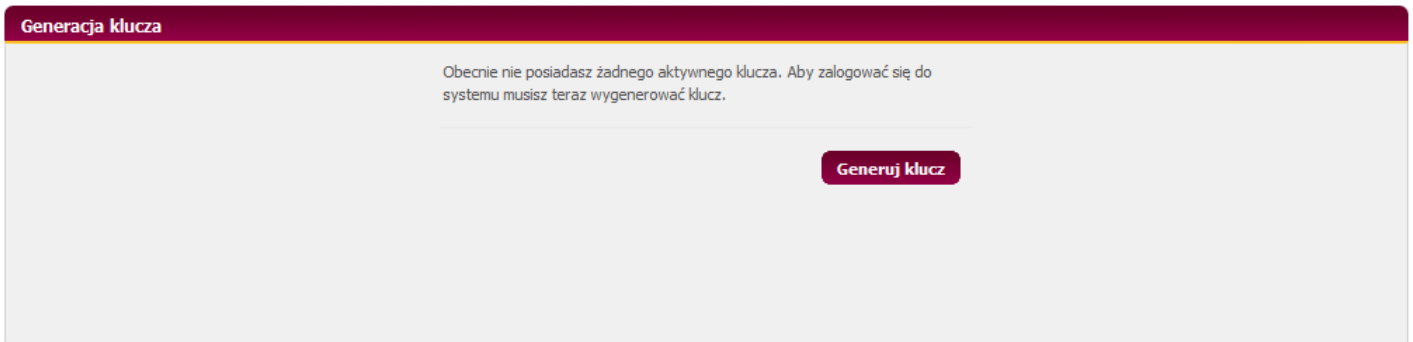 Generacja klucza
Obecnie nie posiadasz żadnego aktywnego klucza. Aby zalogować się do
systemu musisz teraz wygenerować klucz.
Generuj klucz